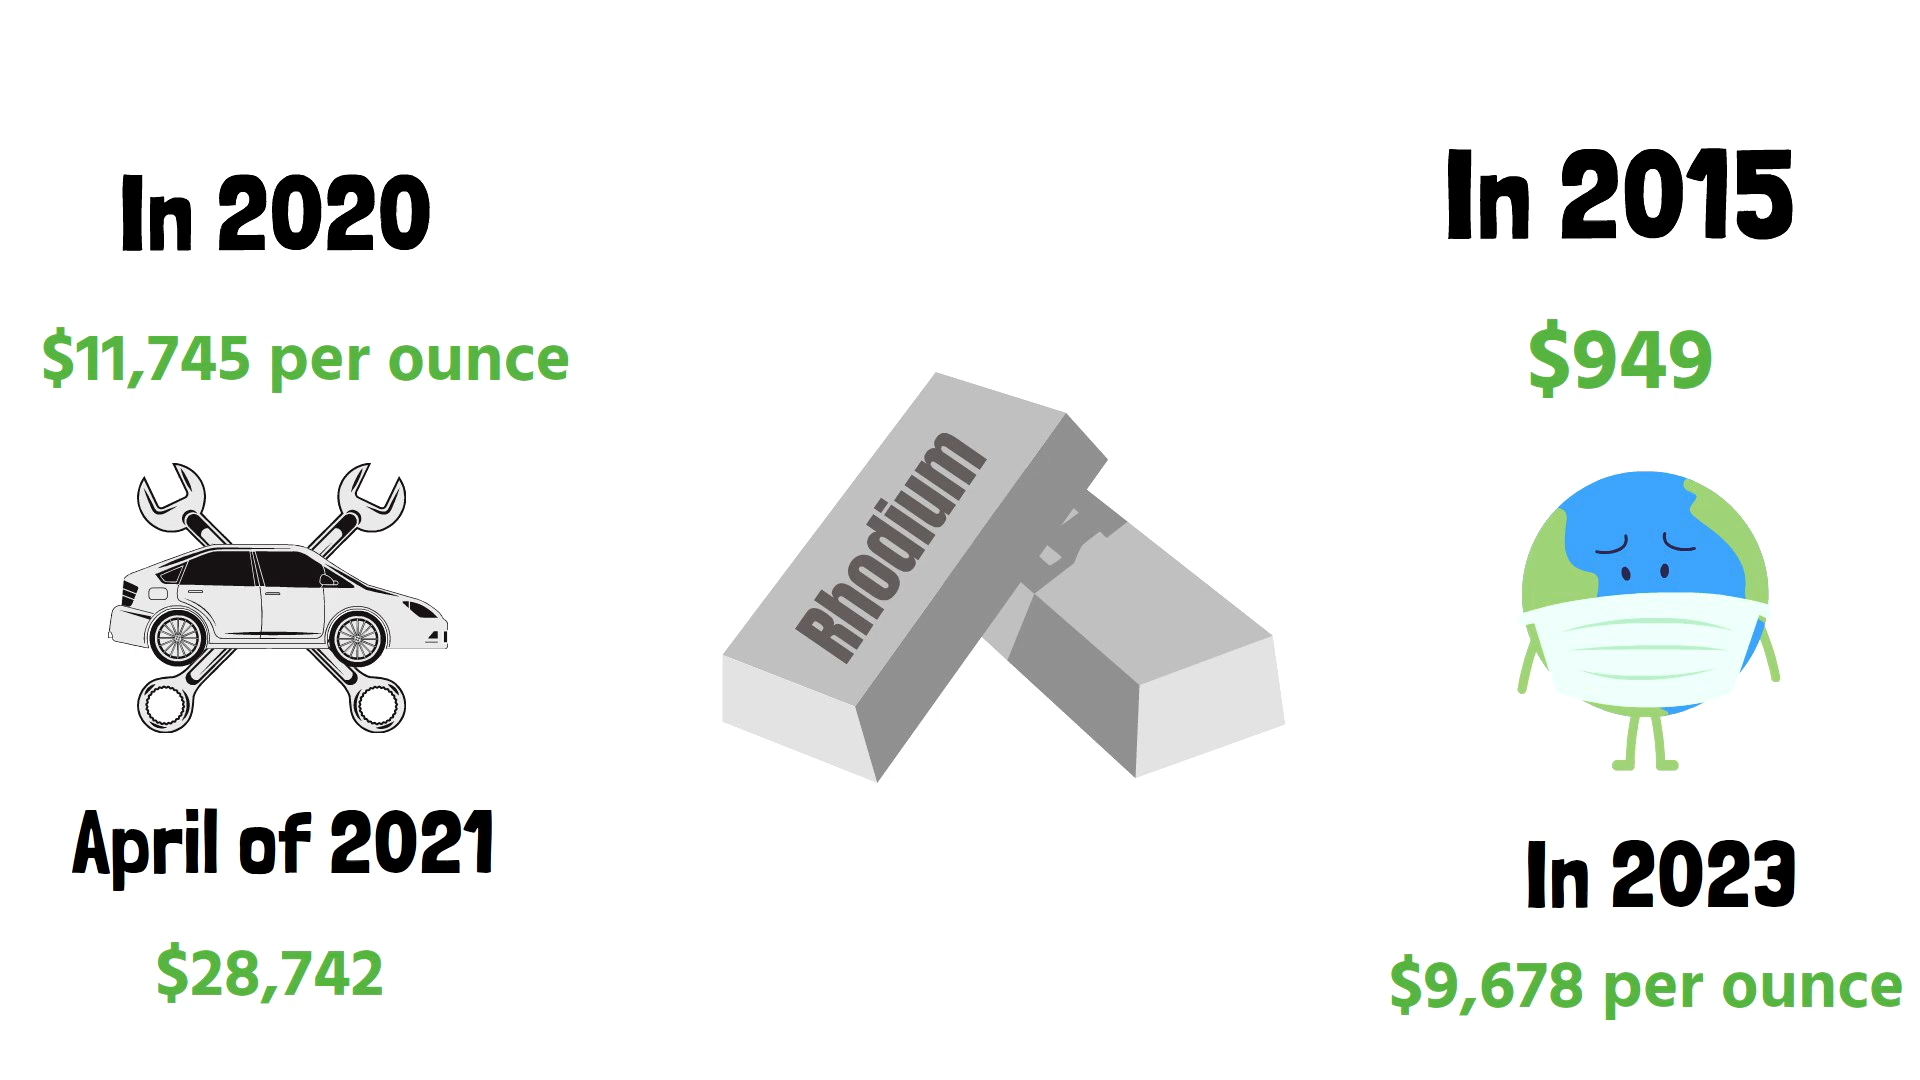 In 2020
$11,745 per ounce
April of 2021
$28,742
Rhodium
In 2015
$949
In 2023
$9,678 per ounce